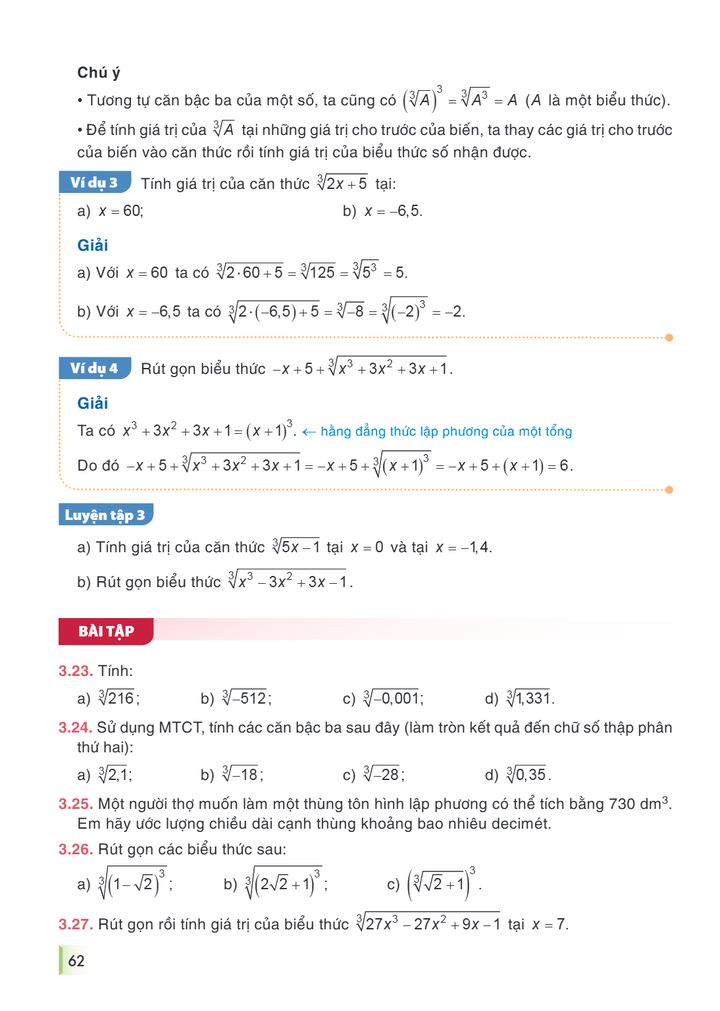 Chú ý
• Tương tự căn bậc ba của một số, ta cũng có (∛A)³ = ∛(A³) = A (A là một biểu thức).
• Để tính giá trị của ∛A tại những giá trị cho trước của biến, ta thay các giá trị cho trước
của biến vào căn thức rồi tính giá trị của biểu thức số nhận được.
Ví dụ 3 Tính giá trị của căn thức ∛(2x + 5) tại:
a) x = 60; b) x = −6,5.
Giải
a) Với x = 60 ta có ∛(2·60 + 5) = ∛125 = ∛(5³) = 5.
b) Với x = −6,5 ta có ∛(2·(−6,5) + 5) = ∛(−8) = ∛((−2)³) = −2.
Ví dụ 4 Rút gọn biểu thức −x + 5 + ∛(x³ + 3x² + 3x + 1).
Giải
Ta có x³ + 3x² + 3x + 1 = (x + 1)³. ← hằng đẳng thức lập phương của một tổng
Do đó −x + 5 + ∛(x³ + 3x² + 3x + 1) = −x + 5 + ∛((x + 1)³) = −x + 5 + (x + 1) = 6.
Luyện tập 3
a) Tính giá trị của căn thức ∛(5x − 1) tại x = 0 và tại x = −1,4.
b) Rút gọn biểu thức ∛(x³ − 3x² + 3x − 1).
BÀI TẬP
3.23. Tính:
a) ∛216; b) ∛(−512); c) ∛(−0,001); d) ∛(1,331).
3.24. Sử dụng MTCT, tính các căn bậc ba sau đây (làm tròn kết quả đến chữ số thập phân
thứ hai):
a) ∛(2,1); b) ∛(−18); c) ∛(−28); d) ∛(0,35).
3.25. Một người thợ muốn làm một thùng tôn hình lập phương có thể tích bằng 730 dm³.
Em hãy ước lượng chiều dài cạnh thùng khoảng bao nhiêu decimét.
3.26. Rút gọn các biểu thức sau:
a) ∛((1 − √2)³); b) ∛((2√2 + 1)³); c) (∛(√2 + 1))³.
3.27. Rút gọn rồi tính giá trị của biểu thức ∛(27x³ − 27x² + 9x − 1) tại x = 7.
62